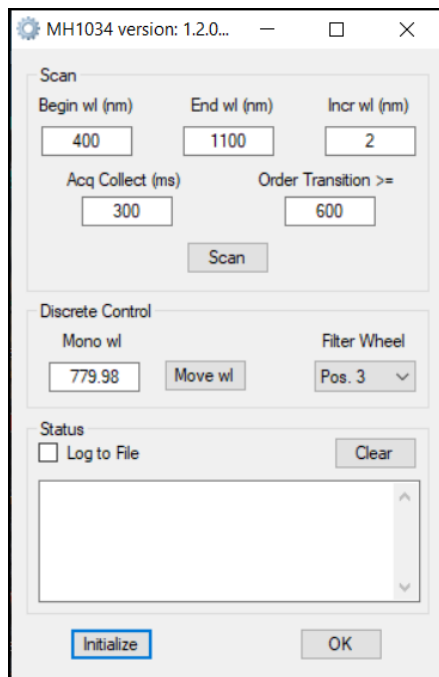 MH1034 version: 1.2.0...
Scan
Begin wl (nm) End wl (nm) Incr wl (nm)
400 1100 2
Acq Collect (ms) Order Transition >=
300 600
Scan
Discrete Control
Mono wl Filter Wheel
779.98 Move wl Pos. 3
Status
Log to File Clear
Initialize OK